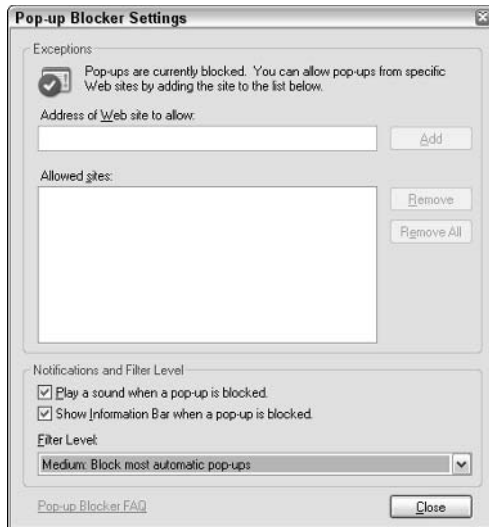 Pop-up Blocker Settings
Exceptions
Pop-ups are currently blocked. You can allow pop-ups from specific
Web sites by adding the site to the list below.
Address of Web site to allow:
Add
Allowed sites:
Remove
Remove All
Notifications and Filter Level
Play a sound when a pop-up is blocked.
Show Information Bar when a pop-up is blocked.
Filter Level:
Medium: Block most automatic pop-ups
Pop-up Blocker FAQ
Close